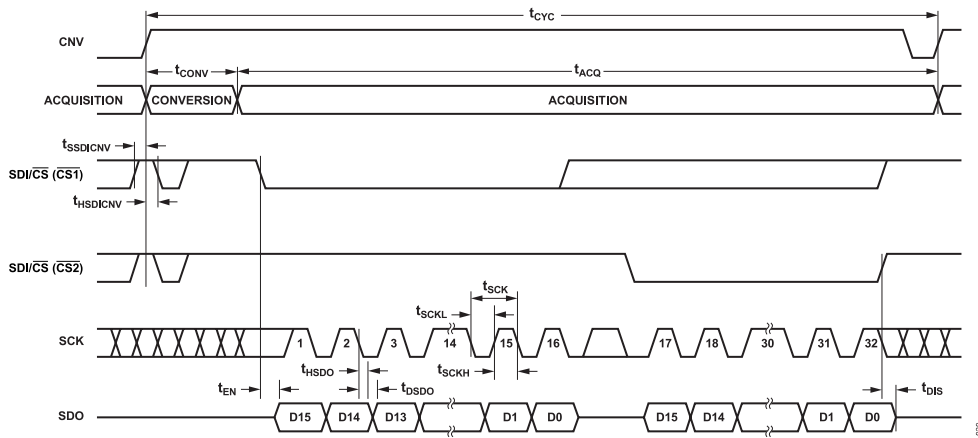 tCYC
CNV
tCONV
tACQ
ACQUISITION CONVERSION ACQUISITION
tSSDICNV
SDI/CS (CS1)
tHSDICNV
SDI/CS (CS2)
tSCK
tSCKL
SCK 1 2 3 14 15 16 17 18 30 31 32
tHSDO tSCKH
tEN tDSDO tDIS
SDO D15 D14 D13 D1 D0 D15 D14 D1 D0